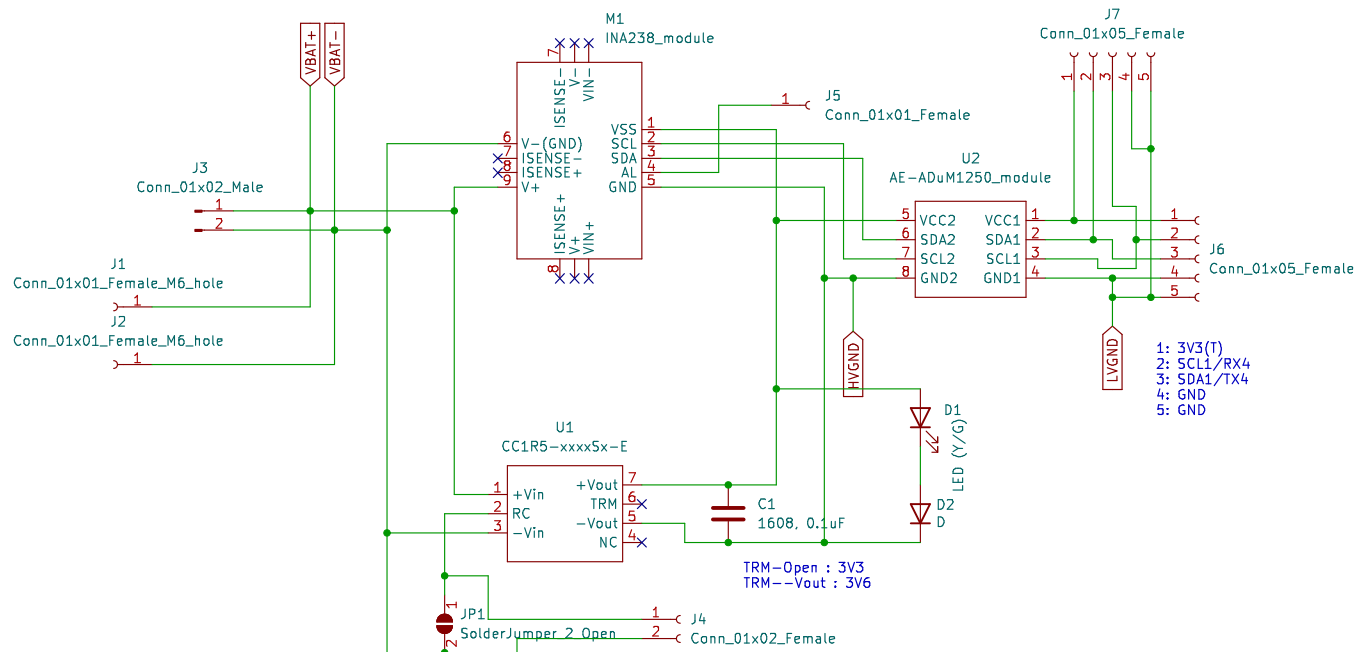 M1
INA238_module
VBAT+
VBAT-
7
ISENSE-
V-
VIN-
VSS 1
SCL 2
SDA 3
AL 4
GND 5
6 V-(GND)
7 ISENSE-
8 ISENSE+
9 V+
ISENSE+
V+
VIN+
8
J7
Conn_01x05_Female
1
2
3
4
5
1 J5
Conn_01x01_Female
J3
Conn_01x02_Male
1
2
J1
Conn_01x01_Female_M6_hole
1
J2
Conn_01x01_Female_M6_hole
1
U2
AE-ADuM1250_module
5 VCC2 VCC1 1
6 SDA2 SDA1 2
7 SCL2 SCL1 3
8 GND2 GND1 4
1
2
3
4
5
J6
Conn_01x05_Female
HVGND
LVGND
1: 3V3(T)
2: SCL1/RX4
3: SDA1/TX4
4: GND
5: GND
U1
CC1R5-xxxxSx-E
1 +Vin
2 RC
3 -Vin
+Vout 7
TRM 6
-Vout 5
NC 4
C1
1608, 0.1uF
D1
LED (Y/G)
D2
D
TRM-Open : 3V3
TRM--Vout : 3V6
1
JP1
SolderJumper_2_Open
2
1 J4
2 Conn_01x02_Female